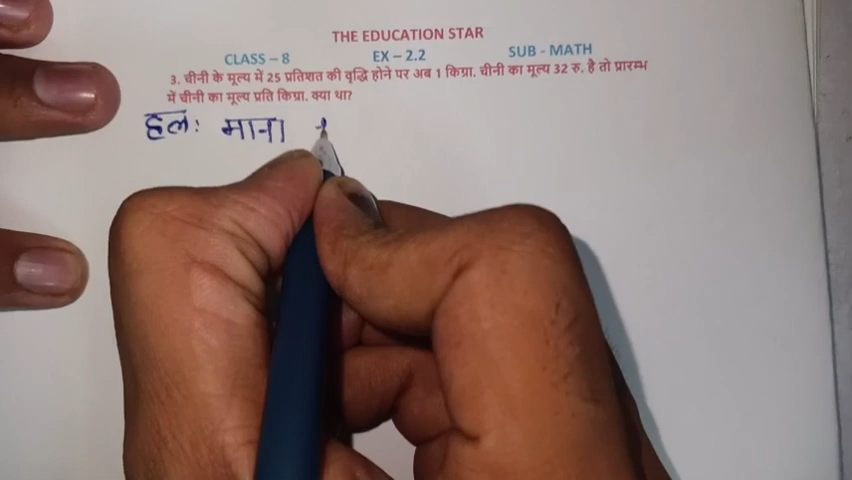 THE EDUCATION STAR
CLASS – 8 EX – 2.2 SUB - MATH
3. चीनी के मूल्य में 25 प्रतिशत की वृद्धि होने पर अब 1 किग्रा. चीनी का मूल्य 32 रु. है तो प्रारम्भ
में चीनी का मूल्य प्रति किग्रा. क्या था?
हल: माना